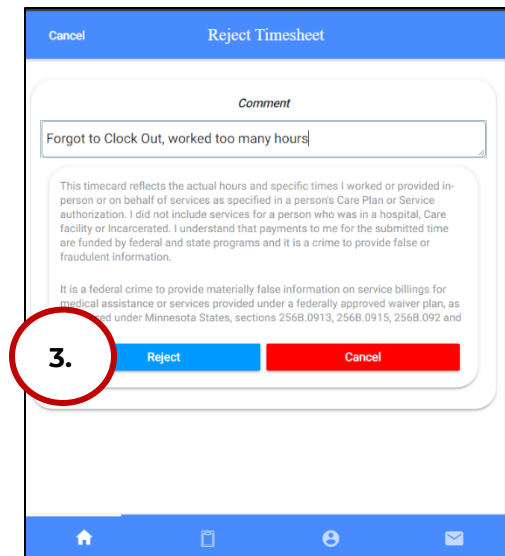 Cancel Reject Timesheet
Comment
Forgot to Clock Out, worked too many hours
This timecard reflects the actual hours and specific times I worked or provided in-
person or on behalf of services as specified in a person's Care Plan or Service
authorization. I did not include services for a person who was in a hospital, Care
facility or Incarcerated. I understand that payments to me for the submitted time
are funded by federal and state programs and it is a crime to provide false or
fraudulent information.
It is a federal crime to provide materially false information on service billings for
medical assistance or services provided under a federally approved waiver plan, as
under Minnesota States, sections 256B.0913, 256B.0915, 256B.092 and
3. Reject Cancel